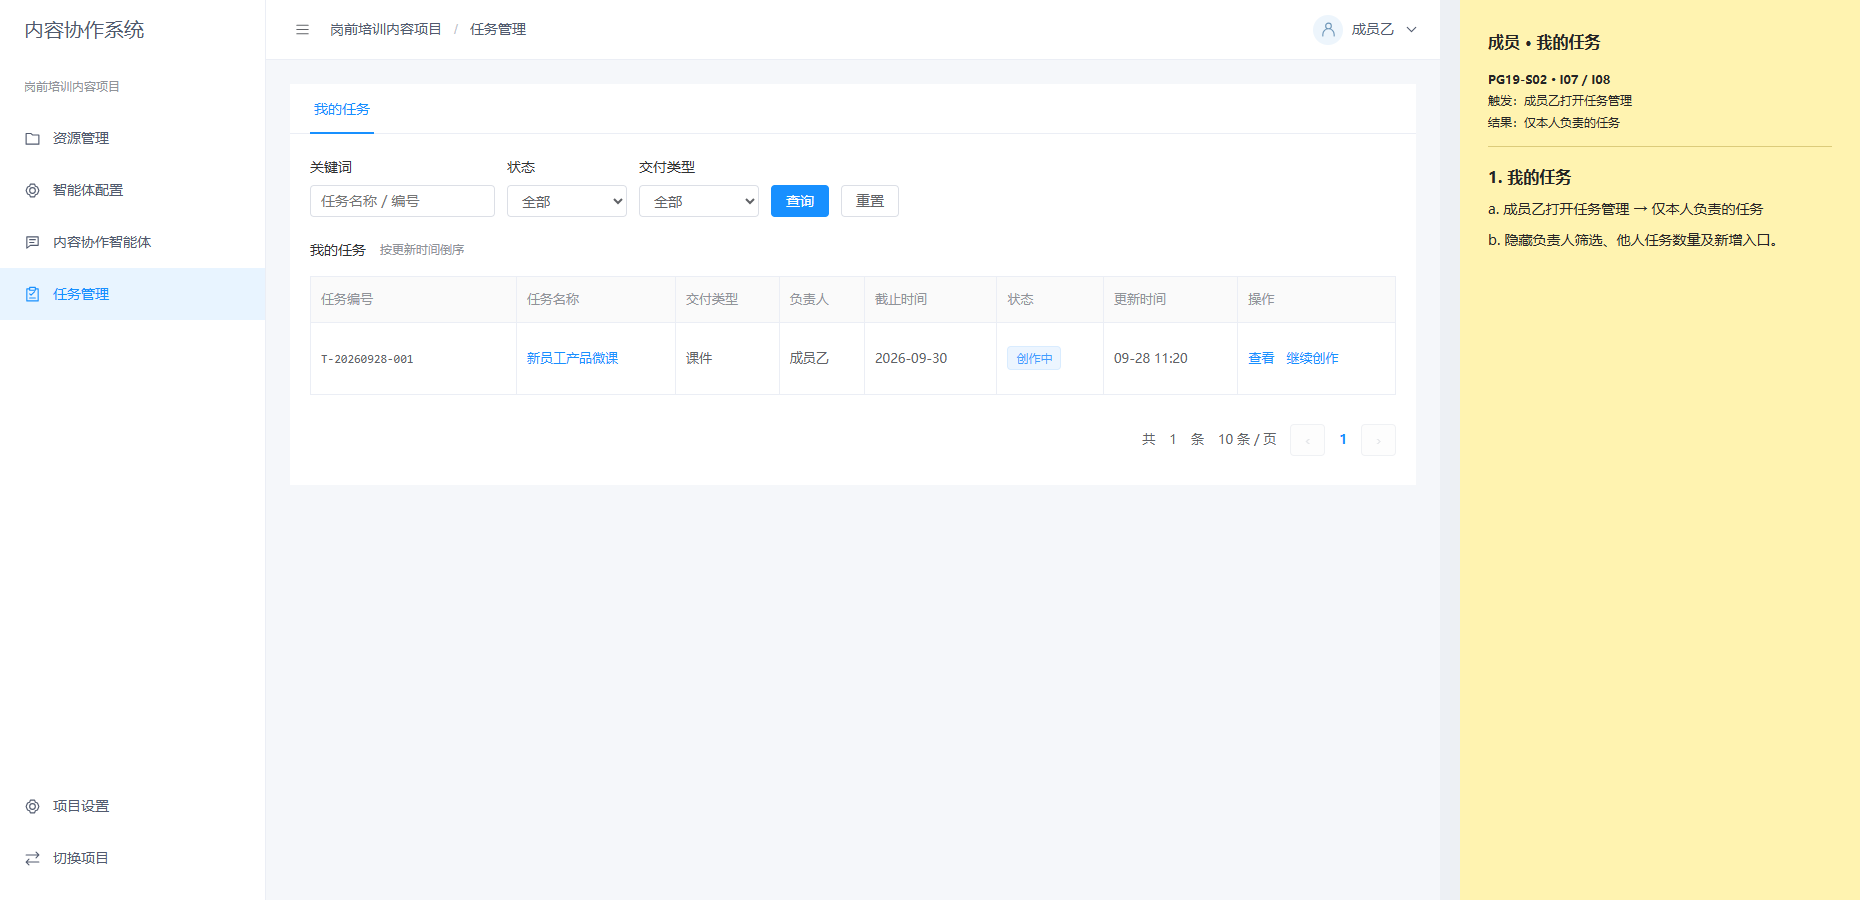 内容协作系统
岗前培训内容项目
资源管理
智能体配置
内容协作智能体
任务管理
项目设置
切换项目
岗前培训内容项目 / 任务管理
成员乙
我的任务
关键词 状态 交付类型
任务名称 / 编号 全部 全部 查询 重置
我的任务 按更新时间倒序
任务编号 任务名称 交付类型 负责人 截止时间 状态 更新时间 操作
T-20260928-001 新员工产品微课 课件 成员乙 2026-09-30 创作中 09-28 11:20 查看 继续创作
共 1 条 10 条 / 页 ‹ 1 ›
成员 • 我的任务
PG19-S02 • I07 / I08
触发：成员乙打开任务管理
结果：仅本人负责的任务
1. 我的任务
a. 成员乙打开任务管理 → 仅本人负责的任务
b. 隐藏负责人筛选、他人任务数量及新增入口。